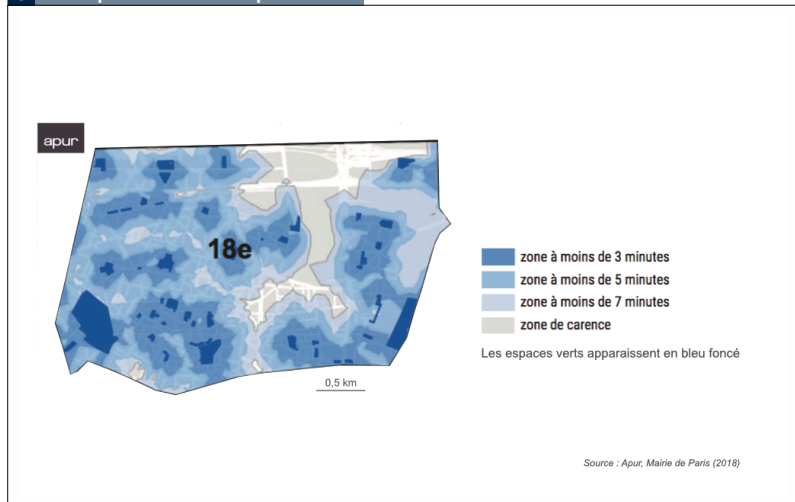 apur
18e
zone à moins de 3 minutes
zone à moins de 5 minutes
zone à moins de 7 minutes
zone de carence
Les espaces verts apparaissent en bleu foncé
0,5 km
Source : Apur, Mairie de Paris (2018)